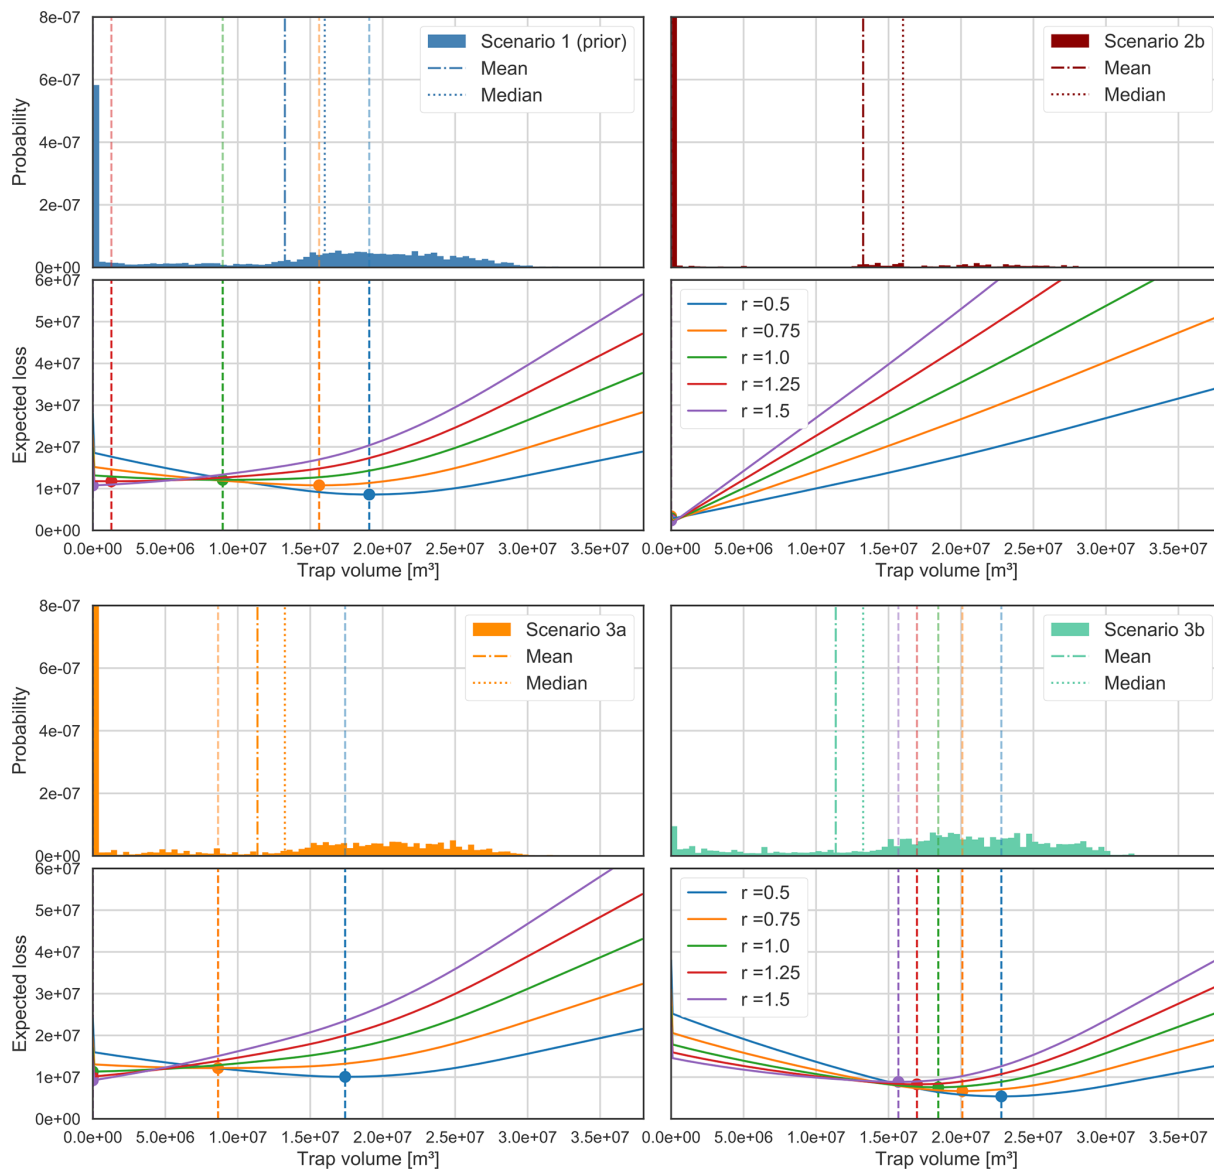 8e-07
6e-07
4e-07
2e-07
0e+00
Probability
Scenario 1 (prior)
Mean
Median
Scenario 2b
Mean
Median
6e+07
5e+07
4e+07
3e+07
2e+07
1e+07
0e+00
Expected loss
0.0e+00 5.0e+06 1.0e+07 1.5e+07 2.0e+07 2.5e+07 3.0e+07 3.5e+07
Trap volume [m³]
r =0.5
r =0.75
r =1.0
r =1.25
r =1.5
0.0e+00 5.0e+06 1.0e+07 1.5e+07 2.0e+07 2.5e+07 3.0e+07 3.5e+07
Trap volume [m³]
8e-07
6e-07
4e-07
2e-07
0e+00
Probability
Scenario 3a
Mean
Median
Scenario 3b
Mean
Median
6e+07
5e+07
4e+07
3e+07
2e+07
1e+07
0e+00
Expected loss
0.0e+00 5.0e+06 1.0e+07 1.5e+07 2.0e+07 2.5e+07 3.0e+07 3.5e+07
Trap volume [m³]
r =0.5
r =0.75
r =1.0
r =1.25
r =1.5
0.0e+00 5.0e+06 1.0e+07 1.5e+07 2.0e+07 2.5e+07 3.0e+07 3.5e+07
Trap volume [m³]